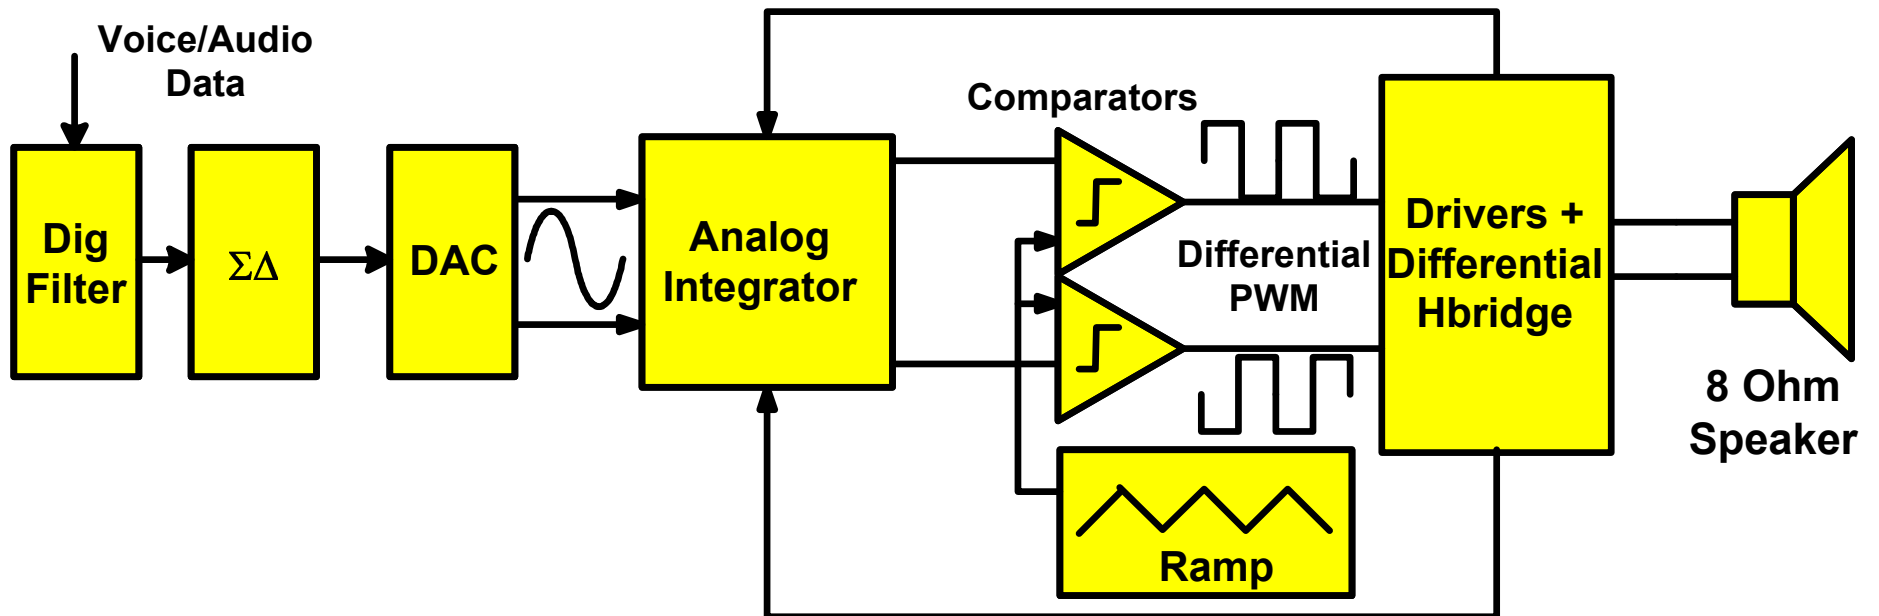 Voice/Audio
Data
Dig
Filter
ΣΔ
DAC
Analog
Integrator
Comparators
Differential
PWM
Ramp
Drivers +
Differential
Hbridge
8 Ohm
Speaker